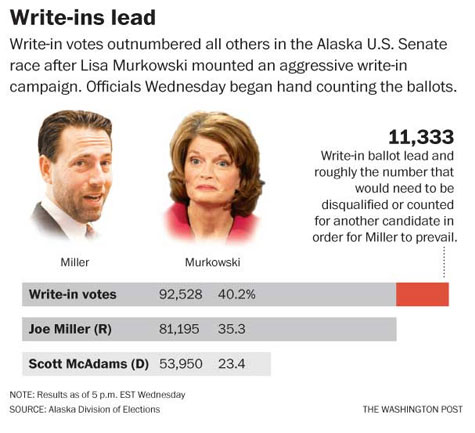 Write-ins lead
Write-in votes outnumbered all others in the Alaska U.S. Senate
race after Lisa Murkowski mounted an aggressive write-in
campaign. Officials Wednesday began hand counting the ballots.
11,333
Write-in ballot lead and
roughly the number that
would need to be
disqualified or counted
for another candidate in
order for Miller to prevail.
Miller
Murkowski
Write-in votes 92,528 40.2%
Joe Miller (R) 81,195 35.3
Scott McAdams (D) 53,950 23.4
NOTE: Results as of 5 p.m. EST Wednesday
SOURCE: Alaska Division of Elections
THE WASHINGTON POST